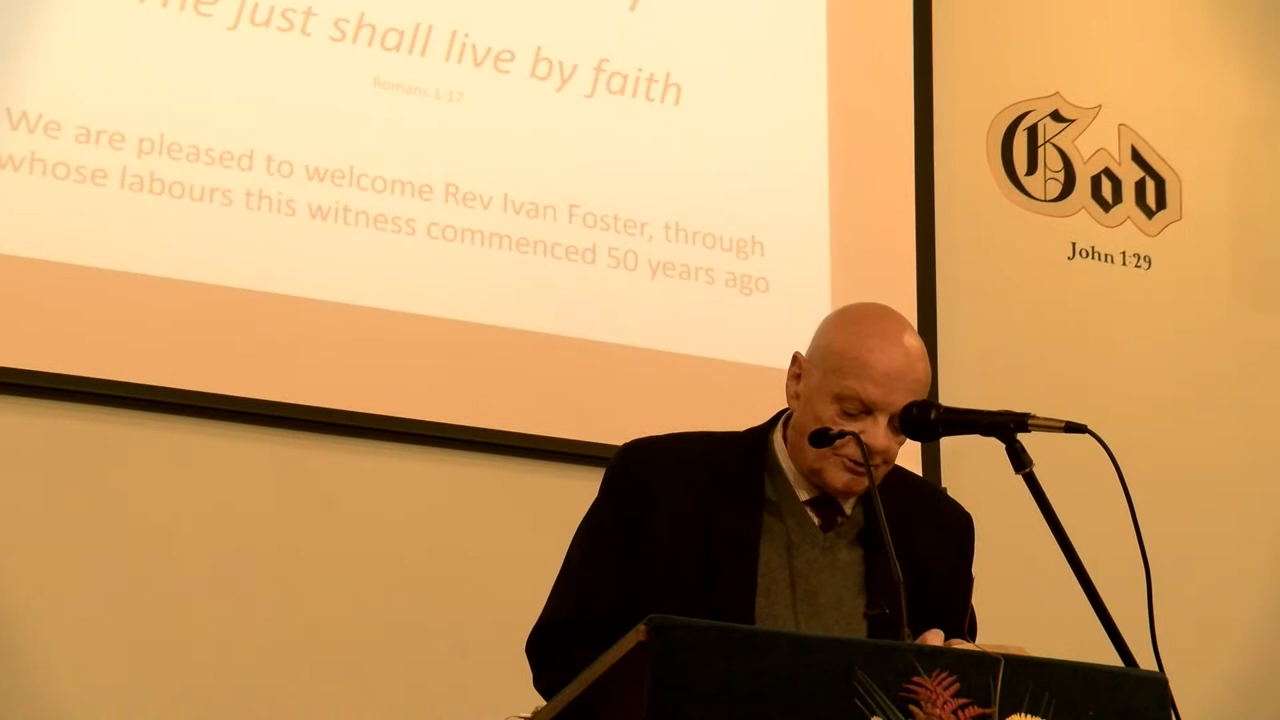 just shall live by faith
Romans 1:17
We are pleased to welcome Rev Ivan Foster, through
whose labours this witness commenced 50 years ago
God
John 1:29